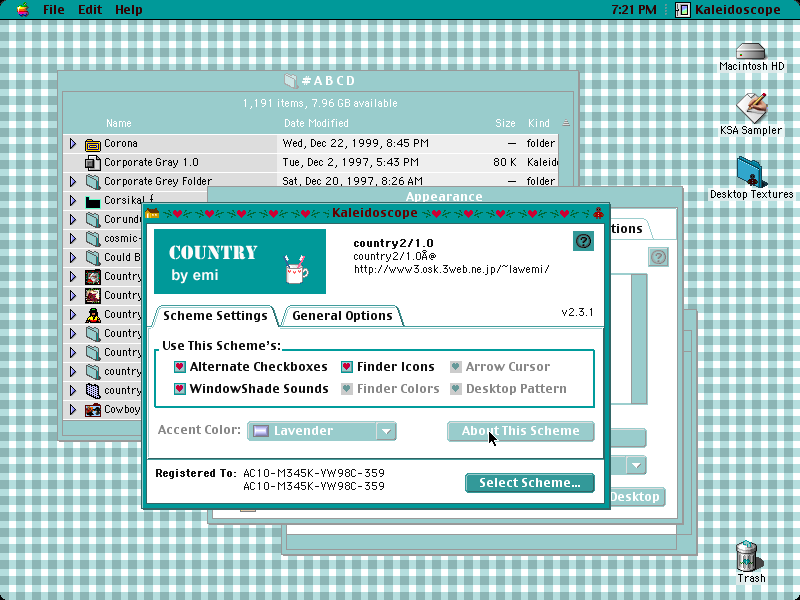 File Edit Help 7:21 PM Kaleidoscope
Macintosh HD
KSA Sampler
Desktop Textures
Trash
#ABCD
1,191 items, 7.96 GB available
Name Date Modified Size Kind
Corona Wed, Dec 22, 1999, 8:45 PM — folder
Corporate Gray 1.0 Tue, Dec 2, 1997, 5:43 PM 80 K Kaleid
Corporate Grey Folder Sat, Dec 20, 1997, 8:26 AM — folder
Corsika
Corund
cosmic-
Could B
Country
Country
Country
Country
Country
country
country
Cowboy
Appearance
tions
Desktop
Kaleidoscope
COUNTRY
by emi
country2/1.0
country2/1.0Ã@
http://www3.osk.3web.ne.jp/~lawemi/
v2.3.1
Scheme Settings General Options
Use This Scheme's:
Alternate Checkboxes Finder Icons Arrow Cursor
WindowShade Sounds Finder Colors Desktop Pattern
Accent Color: Lavender About This Scheme
Registered To: AC10-M345K-YW98C-359
AC10-M345K-YW98C-359
Select Scheme...